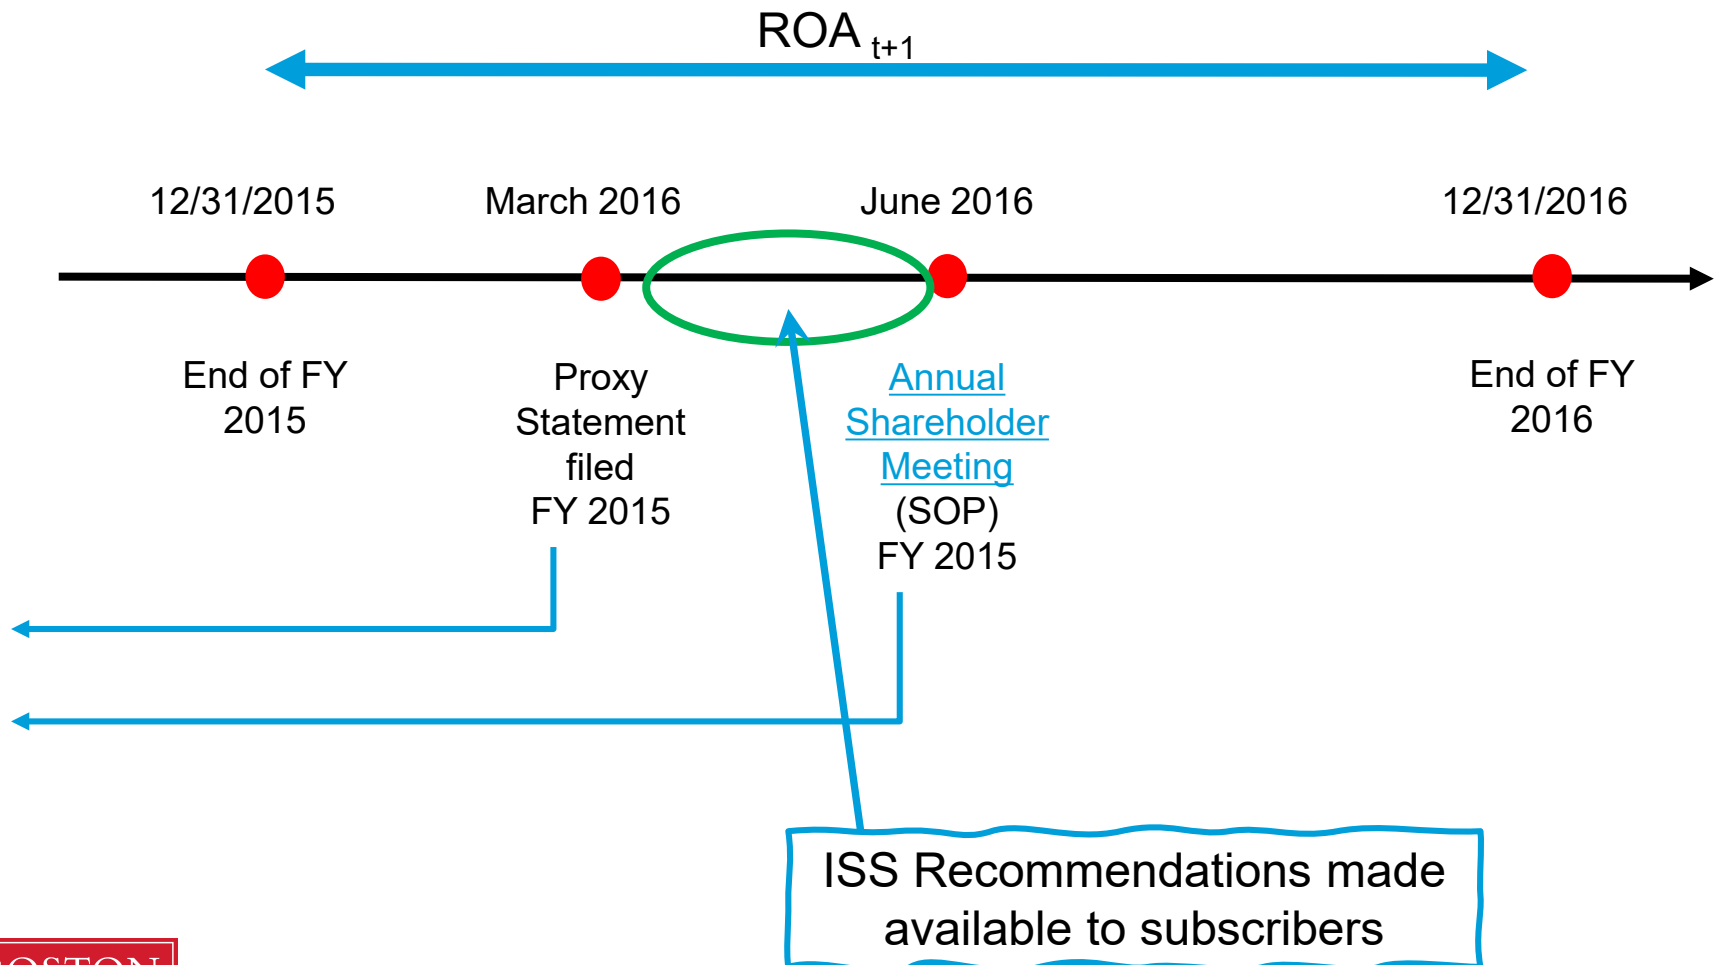 ROA t+1
12/31/2015
March 2016
June 2016
12/31/2016
End of FY
2015
Proxy
Statement
filed
FY 2015
Annual
Shareholder
Meeting
(SOP)
FY 2015
End of FY
2016
ISS Recommendations made
available to subscribers